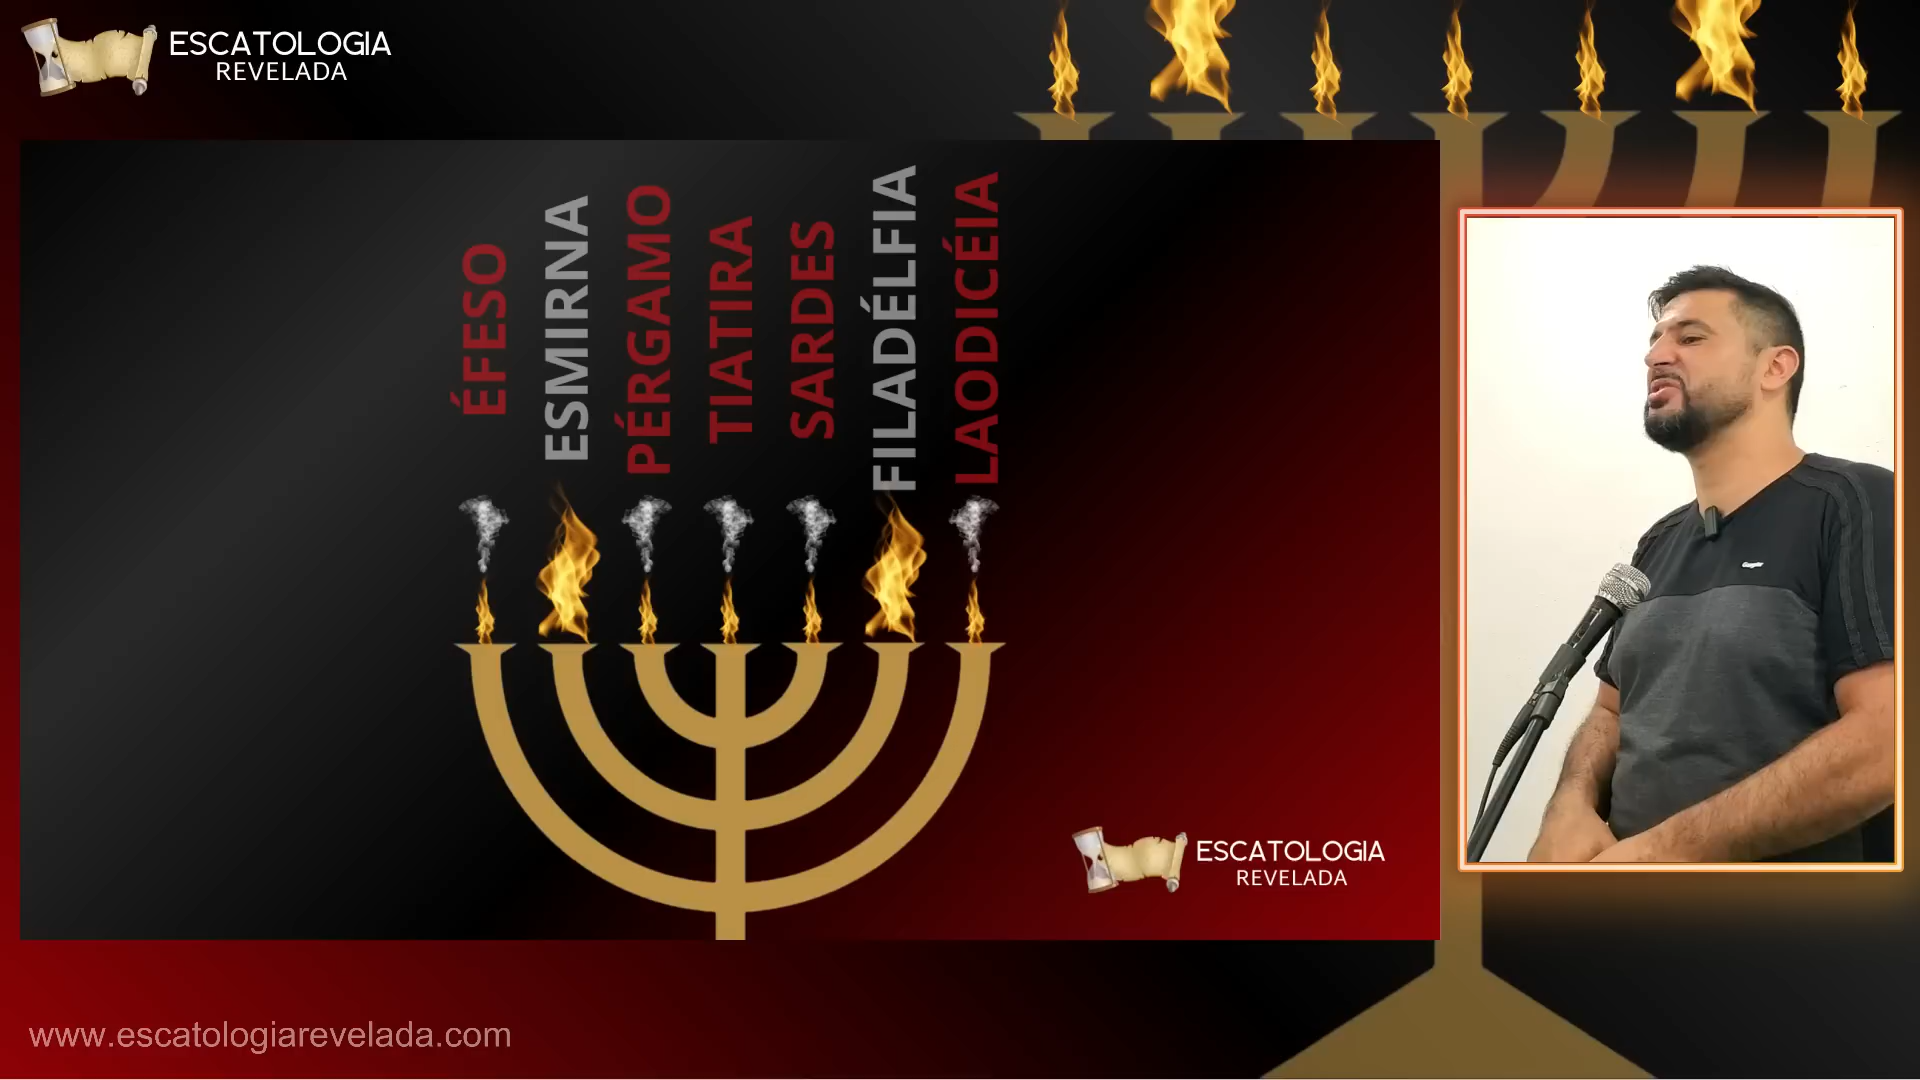 ESCATOLOGIA
REVELADA
ÉFESO
ESMIRNA
PÉRGAMO
TIATIRA
SARDES
FILADÉLFIA
LAODICÉIA
ESCATOLOGIA
REVELADA
www.escatologiarevelada.com